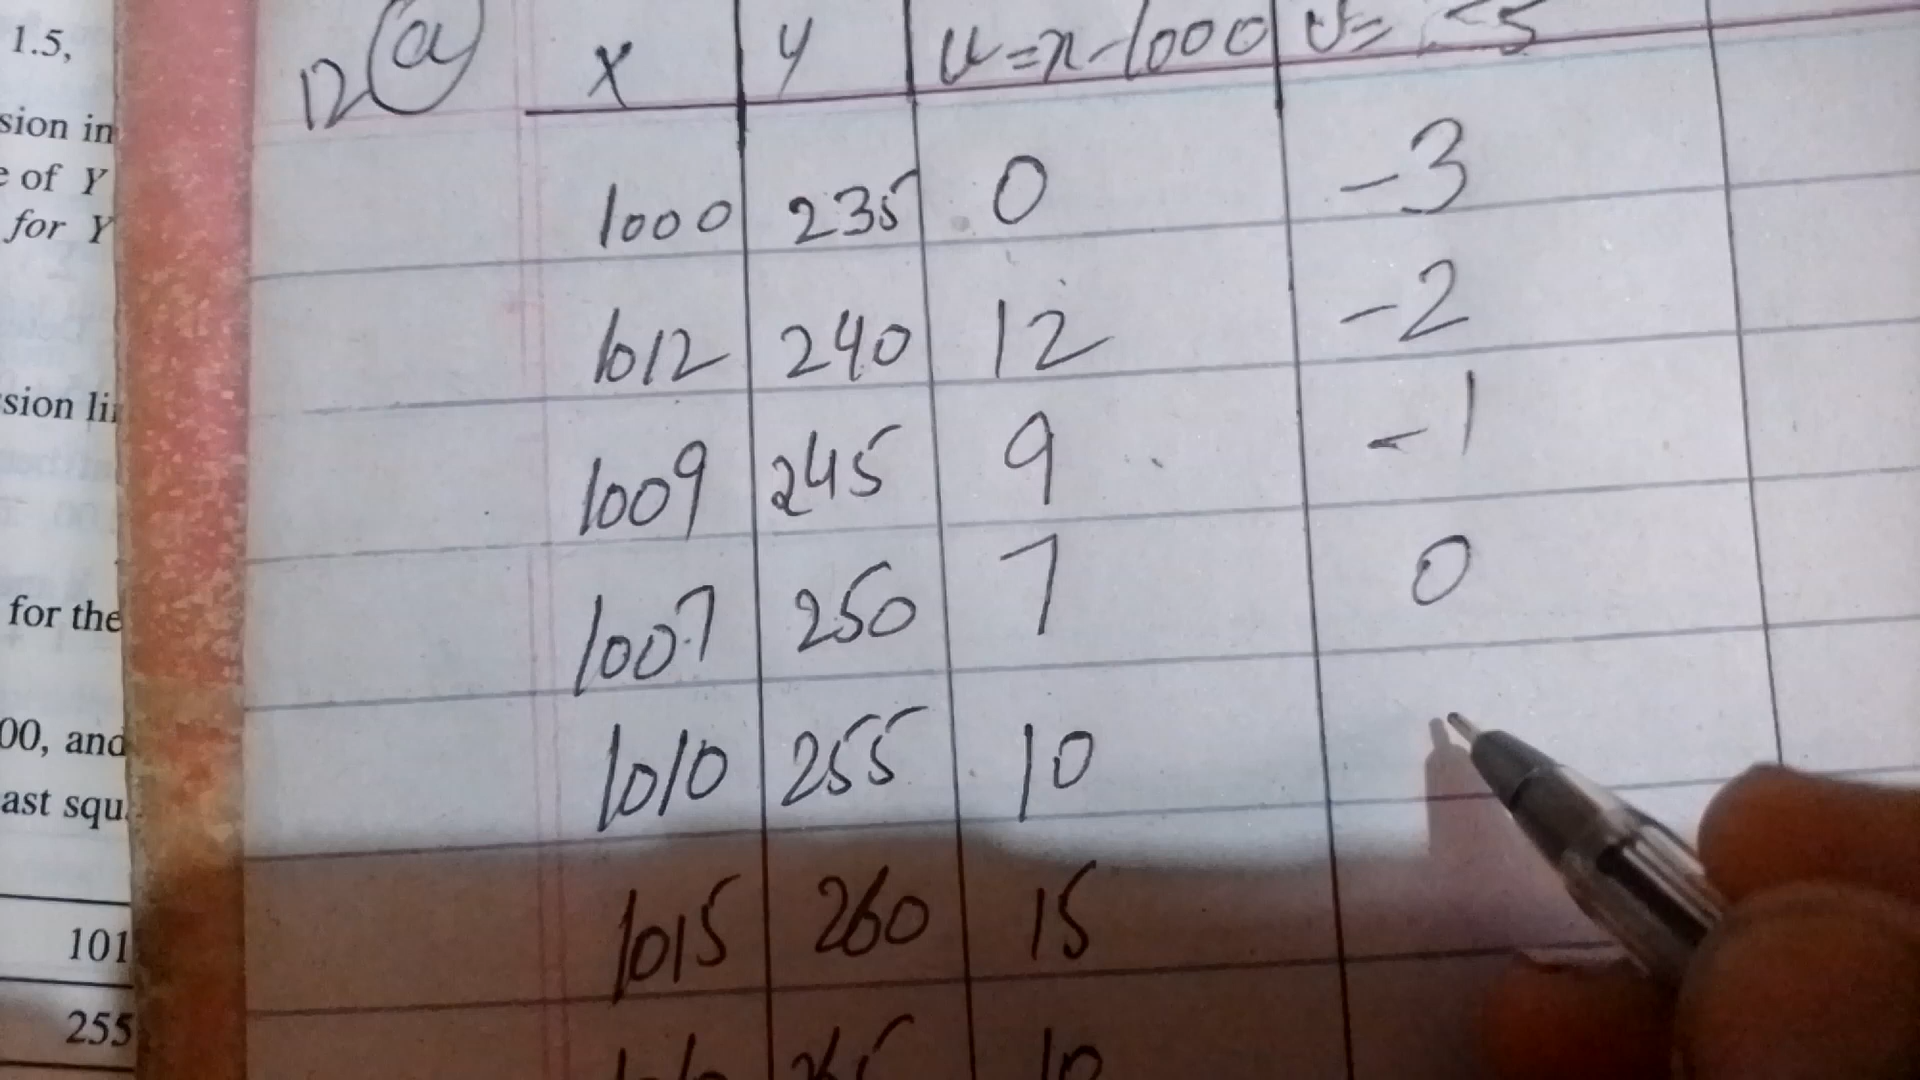 1.5,
sion in
e of Y
for Y
sion li
for the
00, and
ast squ
101
255
12 (a) x y u=x-1000
1000 235 0 -3
1012 240 12 -2
1009 245 9 -1
1007 250 7 0
1010 255 10
1015 260 15
265 10